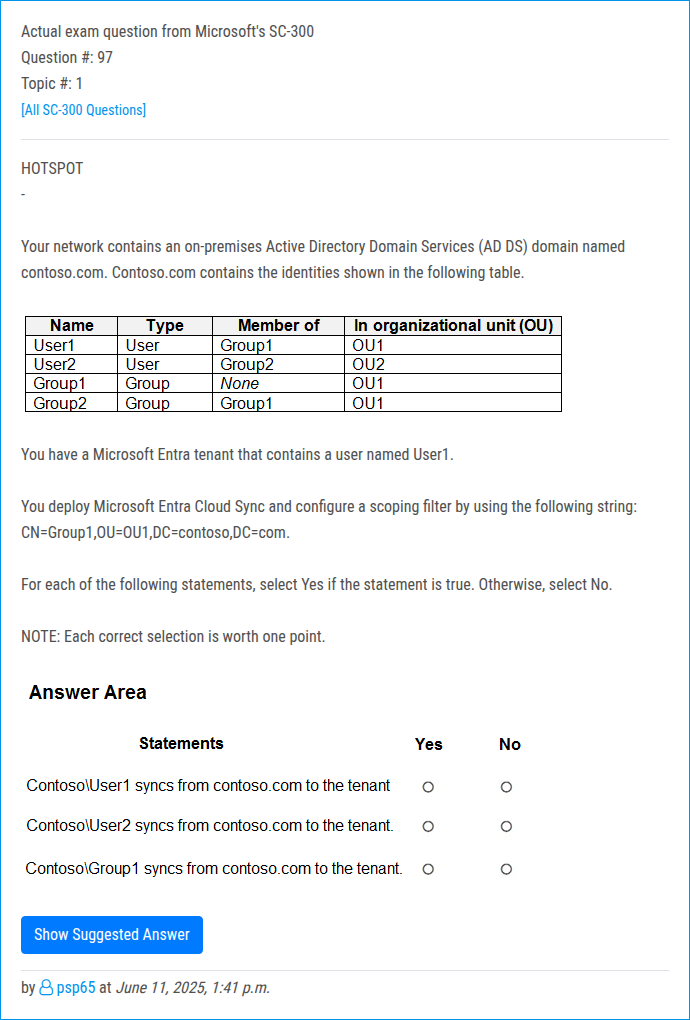 Actual exam question from Microsoft's SC-300
Question #: 97
Topic #: 1
[All SC-300 Questions]
HOTSPOT
-
Your network contains an on-premises Active Directory Domain Services (AD DS) domain named
contoso.com. Contoso.com contains the identities shown in the following table.
Name Type Member of In organizational unit (OU)
User1 User Group1 OU1
User2 User Group2 OU2
Group1 Group None OU1
Group2 Group Group1 OU1
You have a Microsoft Entra tenant that contains a user named User1.
You deploy Microsoft Entra Cloud Sync and configure a scoping filter by using the following string:
CN=Group1,OU=OU1,DC=contoso,DC=com.
For each of the following statements, select Yes if the statement is true. Otherwise, select No.
NOTE: Each correct selection is worth one point.
Answer Area
Statements Yes No
Contoso\User1 syncs from contoso.com to the tenant
Contoso\User2 syncs from contoso.com to the tenant.
Contoso\Group1 syncs from contoso.com to the tenant.
Show Suggested Answer
by psp65 at June 11, 2025, 1:41 p.m.